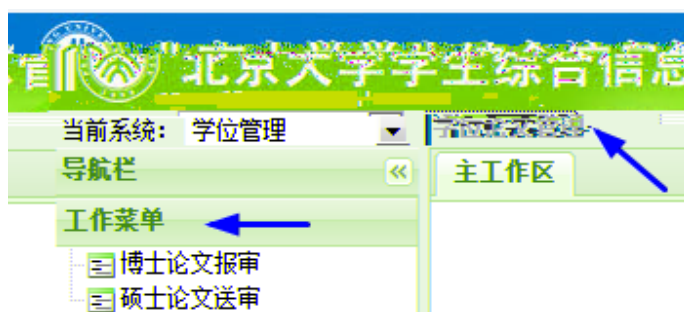 北京大学学生综合信息
当前系统： 学位管理
导航栏
主工作区
工作菜单
博士论文报审
硕士论文送审